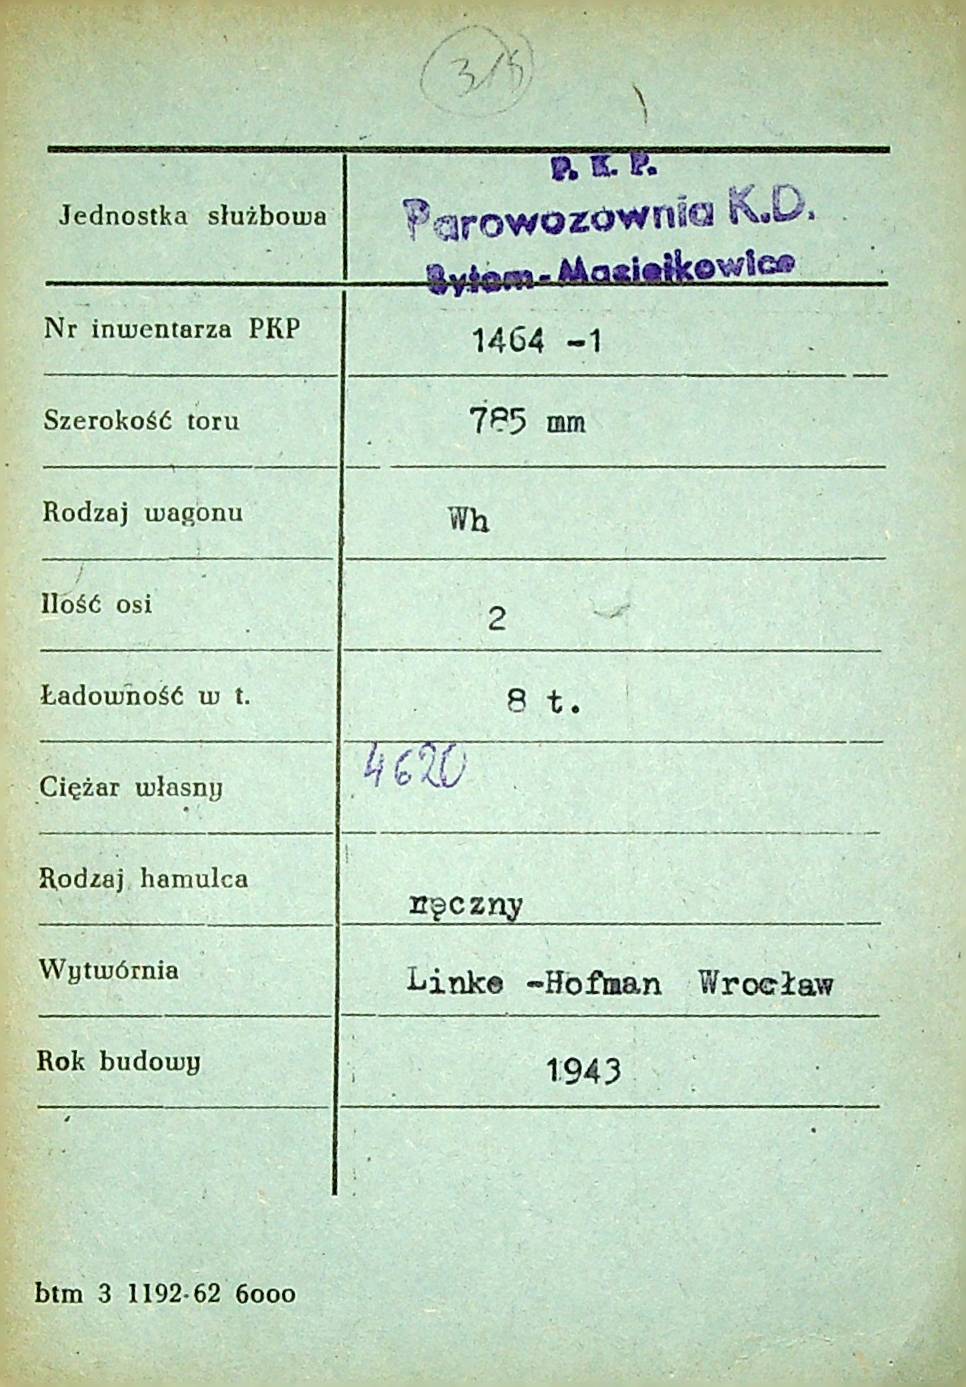 315
P. K. P.
Jednostka służbowa Parowozownia K.D.
Bytom-Maciejkowice
Nr inwentarza PKP 1464 -1
Szerokość toru 785 mm
Rodzaj wagonu Wh
Ilość osi 2
Ładowność w t. 8 t.
Ciężar własny 4620
Rodzaj hamulca ręczny
Wytwórnia Linke -Hofman Wrocław
Rok budowy 1943
btm 3 1192-62 6000